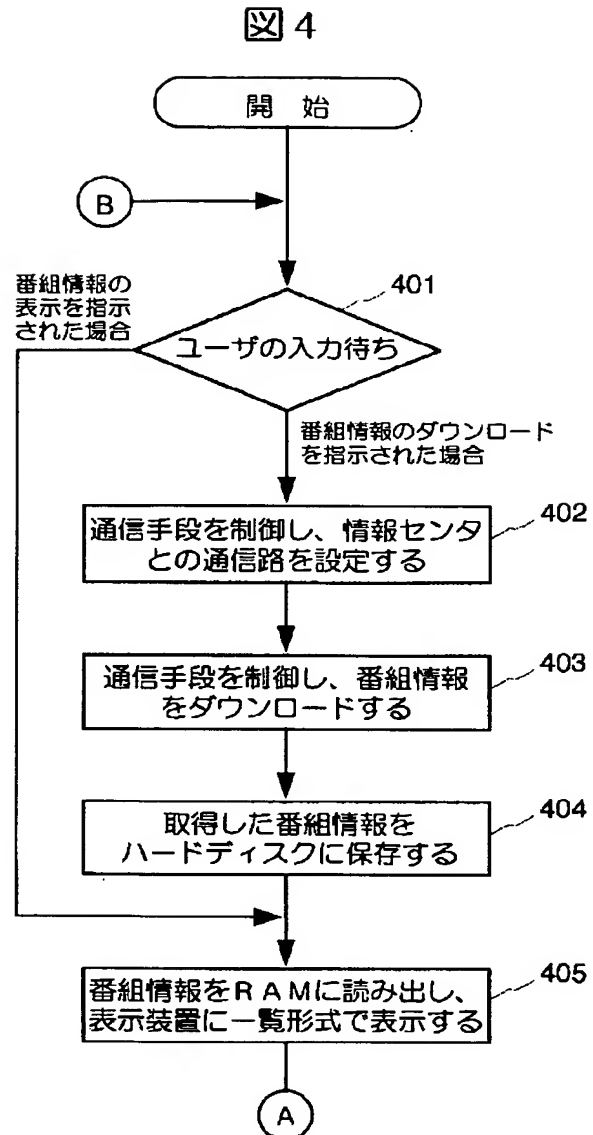 図4
開 始
B
番組情報の
表示を指示
された場合
401
ユーザの入力待ち
番組情報のダウンロード
を指示された場合
402
通信手段を制御し、情報センタ
との通信路を設定する
403
通信手段を制御し、番組情報
をダウンロードする
404
取得した番組情報を
ハードディスクに保存する
405
番組情報をRAMに読み出し、
表示装置に一覧形式で表示する
A